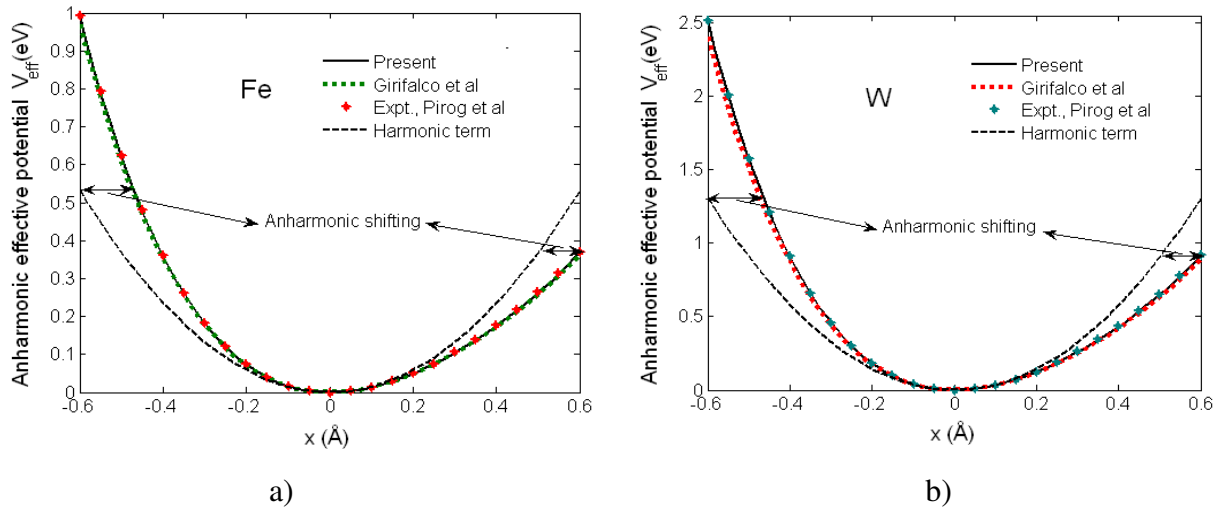 Anharmonic effective potential V_eff(eV)
1
0.9
0.8
0.7
0.6
0.5
0.4
0.3
0.2
0.1
0
-0.6
-0.4
-0.2
0
0.2
0.4
0.6
x (Å)
Fe
Present
Girifalco et al
Expt., Pirog et al
Harmonic term
Anharmonic shifting
a)
Anharmonic effective potential V_eff(eV)
2.5
2
1.5
1
0.5
0
-0.6
-0.4
-0.2
0
0.2
0.4
0.6
x (Å)
W
Present
Girifalco et al
Expt., Pirog et al
Harmonic term
Anharmonic shifting
b)